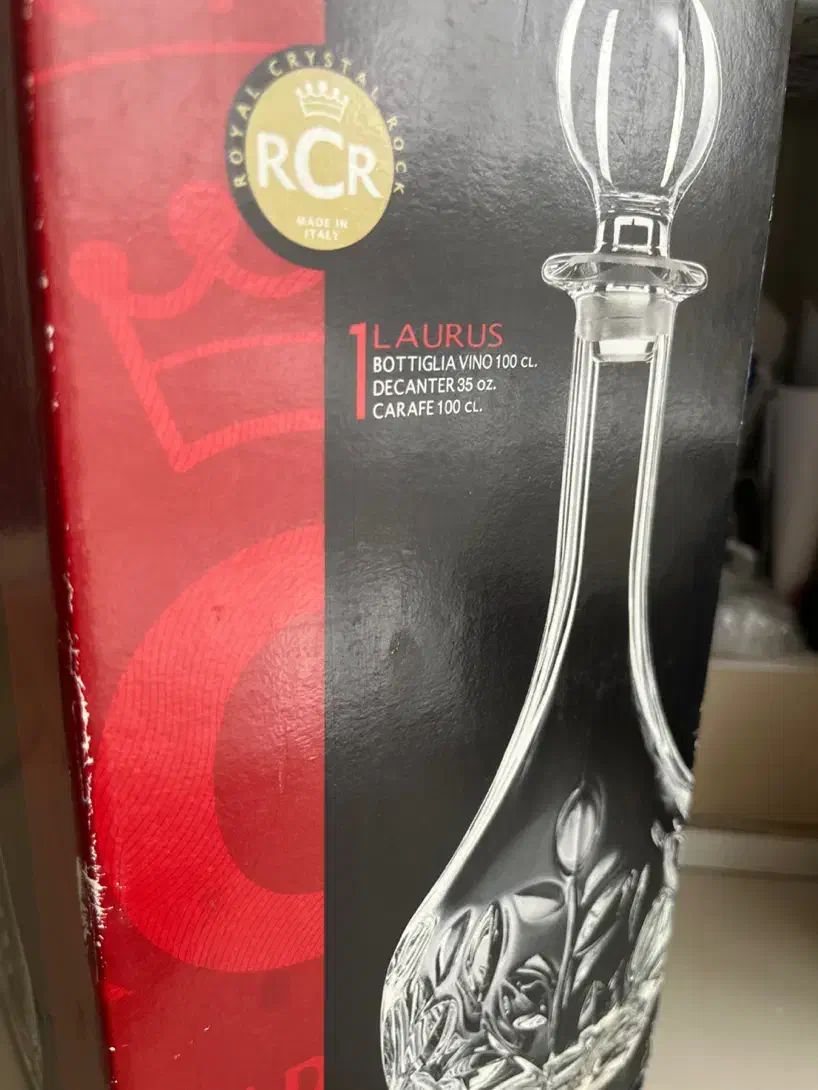 ROYAL CRYSTAL ROCK
RCR
MADE IN
ITALY
1 LAURUS
BOTTIGLIA VINO 100 CL.
DECANTER 35 oz.
CARAFE 100 CL.